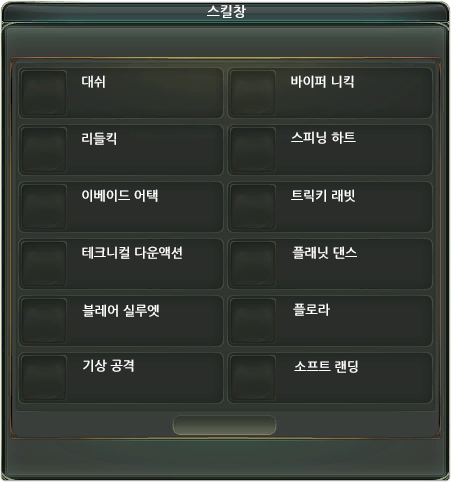 스킬창
대쉬
바이퍼 니킥
리들킥
스피닝 하트
이베이드 어택
트릭키 래빗
테크니컬 다운액션
플래닛 댄스
블레어 실루엣
플로라
기상 공격
소프트 랜딩